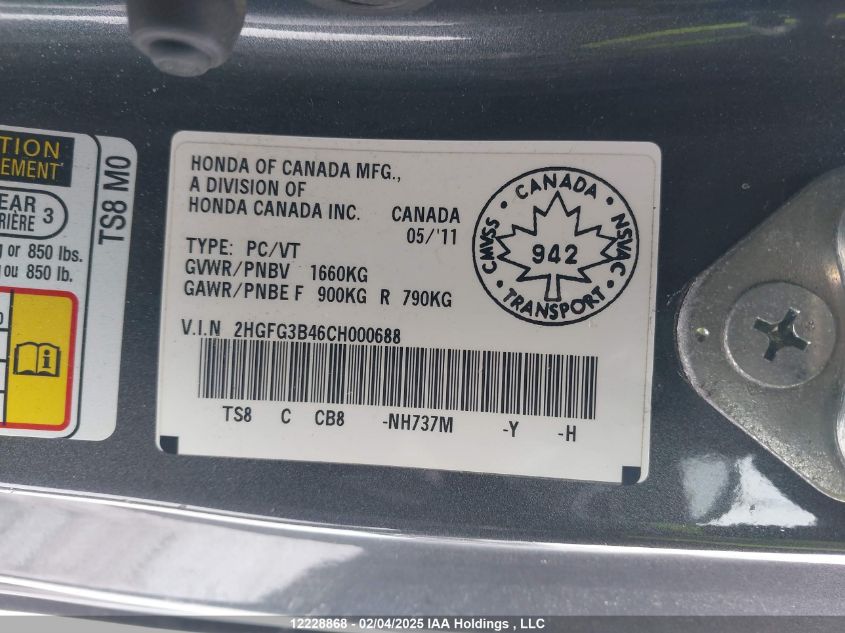 TION
EMENT
EAR 3
RIÈRE
g or 850 lbs.
ou 850 lb.
TS8 M0
HONDA OF CANADA MFG.,
A DIVISION OF
HONDA CANADA INC. CANADA
05/'11
TYPE: PC/VT
GVWR/PNBV 1660KG
GAWR/PNBE F 900KG R 790KG
V.I.N 2HGFG3B46CH000688
TS8 C CB8 -NH737M -Y -H
CANADA
CMVSS
NSVAC
942
TRANSPORT
12228868 - 02/04/2025 IAA Holdings , LLC